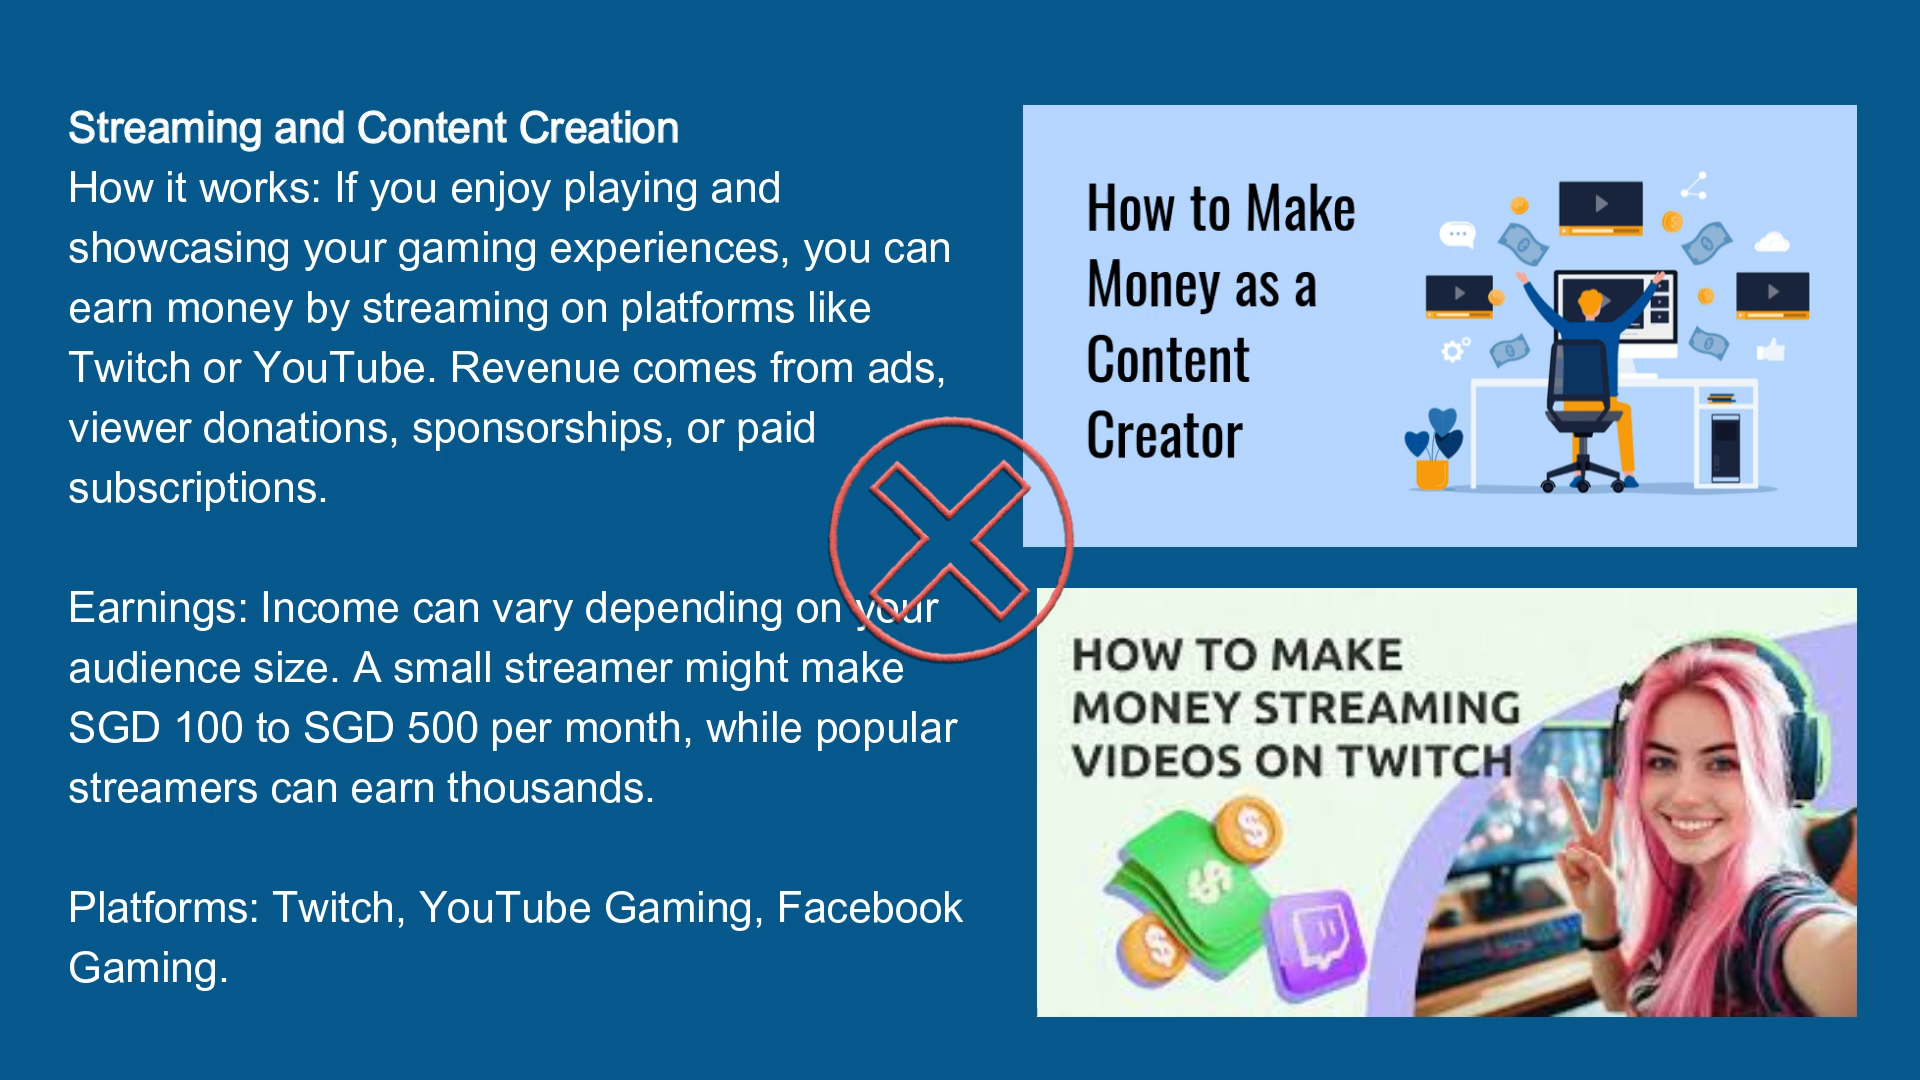 Streaming and Content Creation
How it works: If you enjoy playing and
showcasing your gaming experiences, you can
earn money by streaming on platforms like
Twitch or YouTube. Revenue comes from ads,
viewer donations, sponsorships, or paid
subscriptions.
Earnings: Income can vary depending on your
audience size. A small streamer might make
SGD 100 to SGD 500 per month, while popular
streamers can earn thousands.
Platforms: Twitch, YouTube Gaming, Facebook
Gaming.
How to Make
Money as a
Content
Creator
HOW TO MAKE
MONEY STREAMING
VIDEOS ON TWITCH